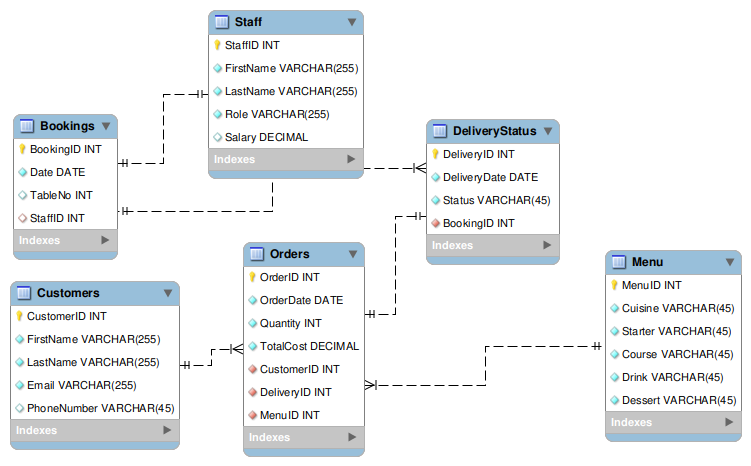 Staff
StaffID INT
FirstName VARCHAR(255)
LastName VARCHAR(255)
Role VARCHAR(255)
Salary DECIMAL
Indexes
Bookings
BookingID INT
Date DATE
TableNo INT
StaffID INT
Indexes
DeliveryStatus
DeliveryID INT
DeliveryDate DATE
Status VARCHAR(45)
BookingID INT
Indexes
Orders
OrderID INT
OrderDate DATE
Quantity INT
TotalCost DECIMAL
CustomerID INT
DeliveryID INT
MenuID INT
Indexes
Menu
MenuID INT
Cuisine VARCHAR(45)
Starter VARCHAR(45)
Course VARCHAR(45)
Drink VARCHAR(45)
Dessert VARCHAR(45)
Indexes
Customers
CustomerID INT
FirstName VARCHAR(255)
LastName VARCHAR(255)
Email VARCHAR(255)
PhoneNumber VARCHAR(45)
Indexes